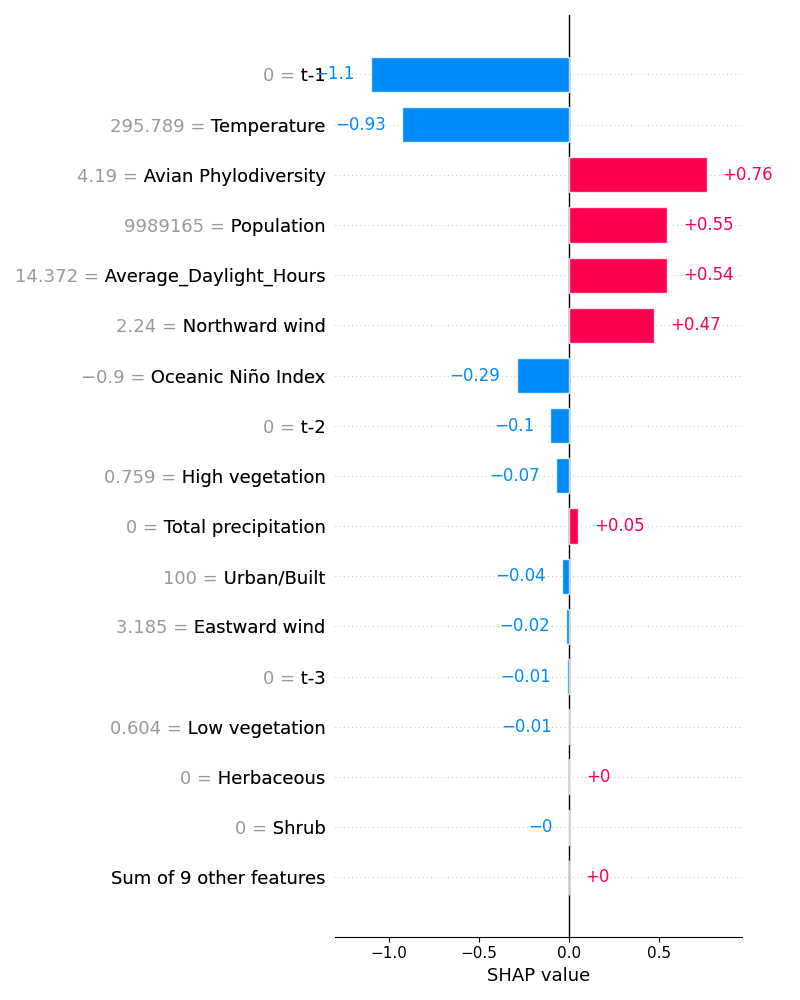 0 = t-1 −1.1
295.789 = Temperature −0.93
4.19 = Avian Phylodiversity +0.76
9989165 = Population +0.55
14.372 = Average_Daylight_Hours +0.54
2.24 = Northward wind +0.47
−0.9 = Oceanic Niño Index −0.29
0 = t-2 −0.1
0.759 = High vegetation −0.07
0 = Total precipitation +0.05
100 = Urban/Built −0.04
3.185 = Eastward wind −0.02
0 = t-3 −0.01
0.604 = Low vegetation −0.01
0 = Herbaceous +0
0 = Shrub −0
Sum of 9 other features +0
−1.0 −0.5 0.0 0.5
SHAP value